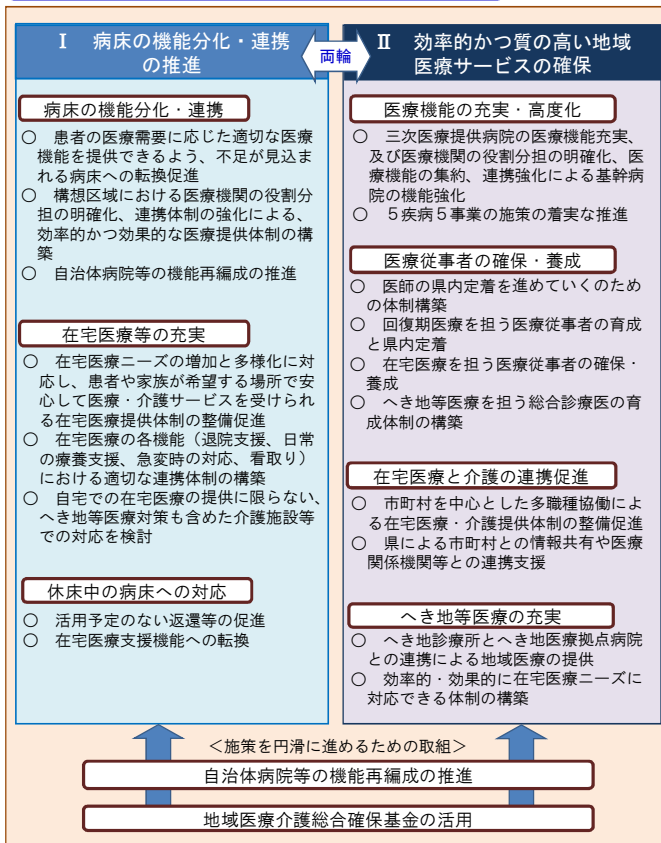 Ⅰ 病床の機能分化・連携
の推進
両輪
Ⅱ 効率的かつ質の高い地域
医療サービスの確保
病床の機能分化・連携
○ 患者の医療需要に応じた適切な医療
機能を提供できるよう、不足が見込ま
れる病床への転換促進
○ 構想区域における医療機関の役割分
担の明確化、連携体制の強化による、
効率的かつ効果的な医療提供体制の構
築
○ 自治体病院等の機能再編成の推進
在宅医療等の充実
○ 在宅医療ニーズの増加と多様化に対
応し、患者や家族が希望する場所で安
心して医療・介護サービスを受けられ
る在宅医療提供体制の整備促進
○ 在宅医療の各機能（退院支援、日常
の療養支援、急変時の対応、看取り）
における適切な連携体制の構築
○ 自宅での在宅医療の提供に限らない、
へき地等医療対策も含めた介護施設等
での対応を検討
休床中の病床への対応
○ 活用予定のない返還等の促進
○ 在宅医療支援機能への転換
医療機能の充実・高度化
○ 三次医療提供病院の医療機能充実、
及び医療機関の役割分担の明確化、医
療機能の集約、連携強化による基幹病
院の機能強化
○ ５疾病５事業の施策の着実な推進
医療従事者の確保・養成
○ 医師の県内定着を進めていくのため
の体制構築
○ 回復期医療を担う医療従事者の育成
と県内定着
○ 在宅医療を担う医療従事者の確保・
養成
○ へき地等医療を担う総合診療医の育
成体制の構築
在宅医療と介護の連携促進
○ 市町村を中心とした多職種協働によ
る在宅医療・介護提供体制の整備促進
○ 県による市町村との情報共有や医療
関係機関等との連携支援
へき地等医療の充実
○ へき地診療所とへき地医療拠点病院
との連携による地域医療の提供
○ 効率的・効果的に在宅医療ニーズに
対応できる体制の構築
＜施策を円滑に進めるための取組＞
自治体病院等の機能再編成の推進
地域医療介護総合確保基金の活用